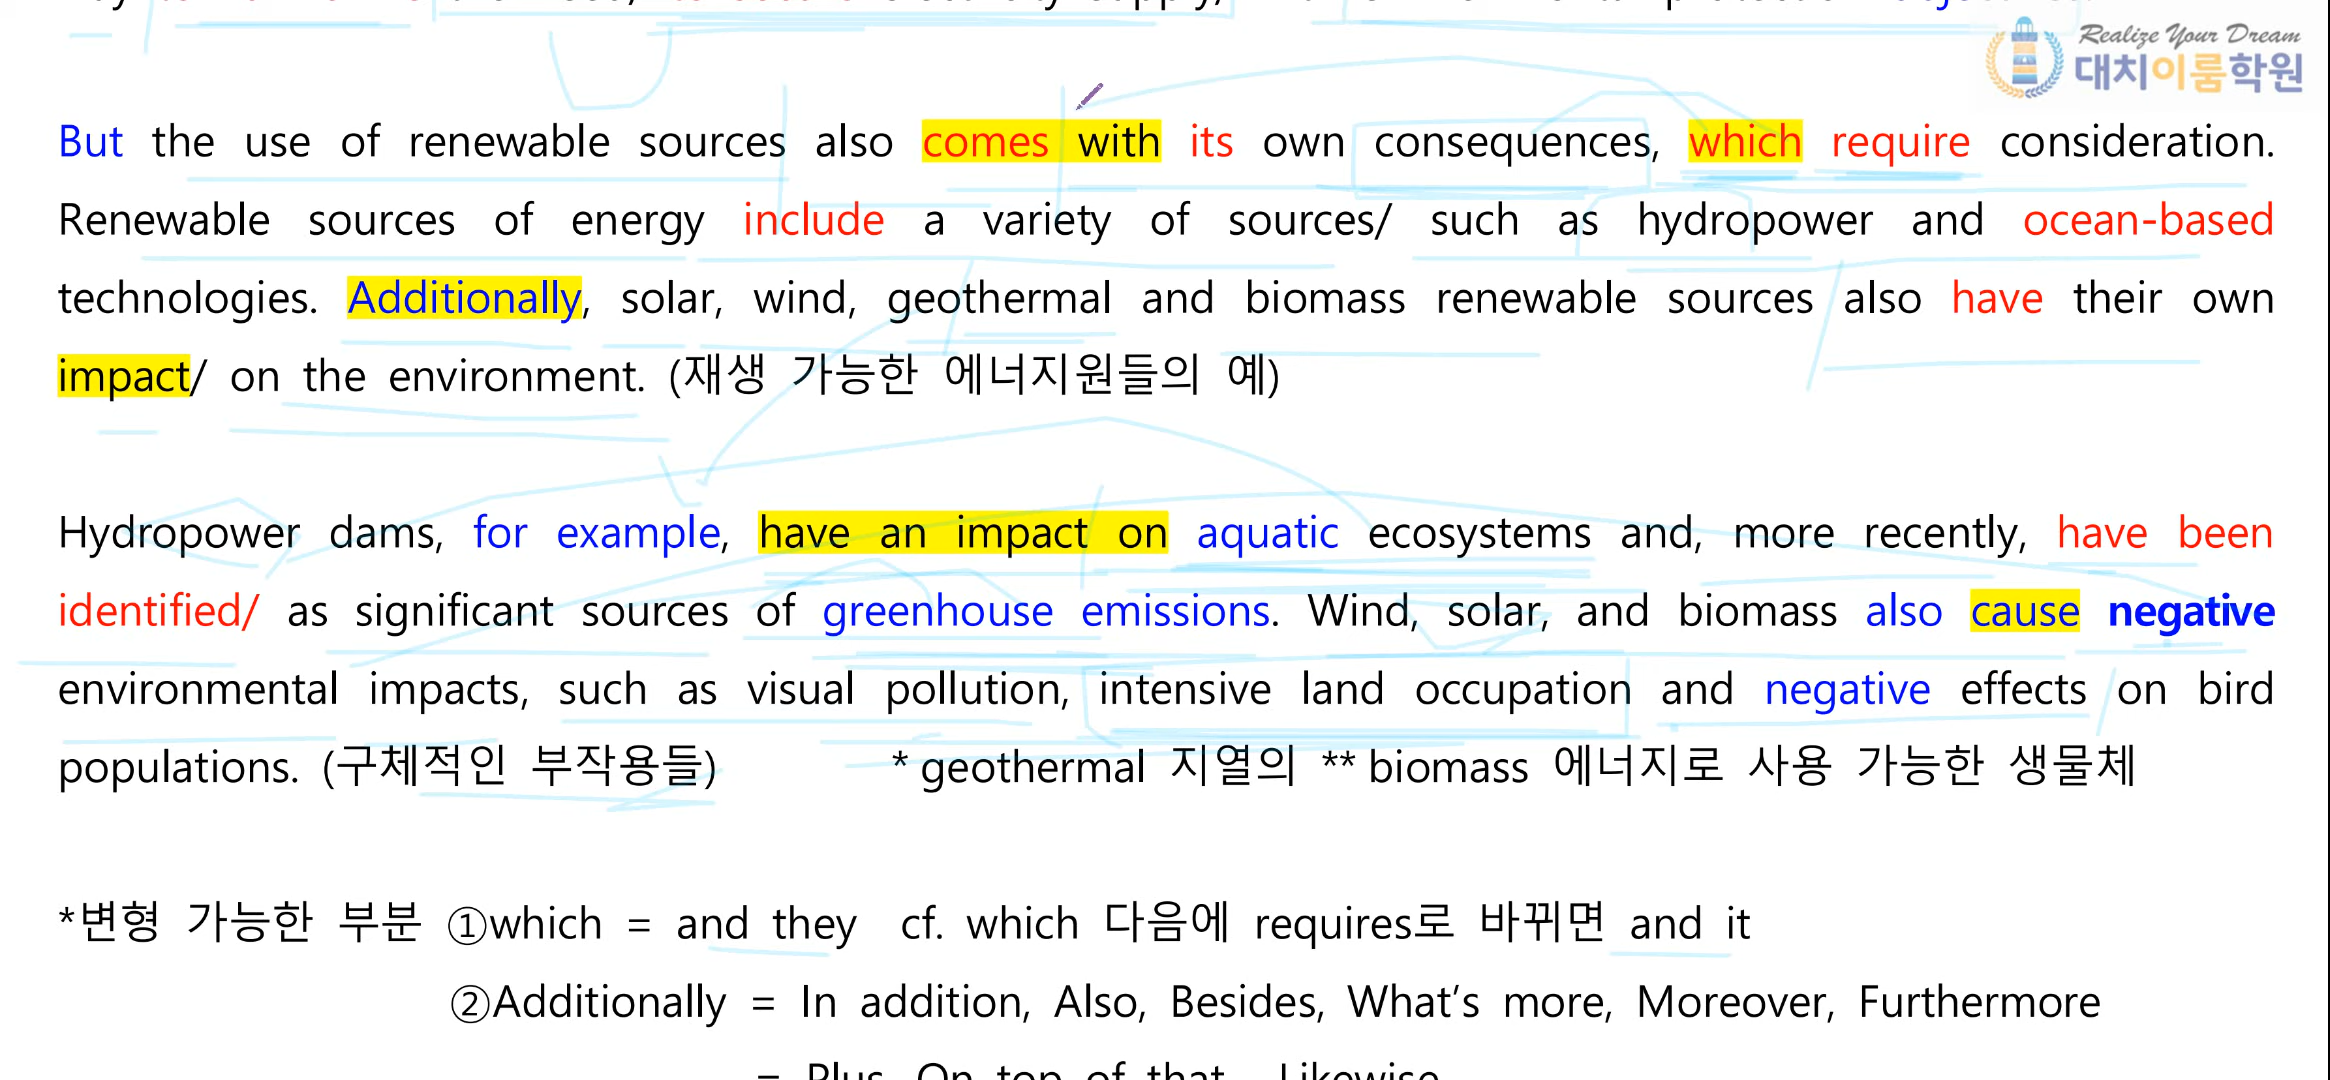 Realize Your Dream
대치이룸학원
But the use of renewable sources also comes with its own consequences, which require consideration.
Renewable sources of energy include a variety of sources/ such as hydropower and ocean-based
technologies. Additionally, solar, wind, geothermal and biomass renewable sources also have their own
impact/ on the environment. (재생 가능한 에너지원들의 예)
Hydropower dams, for example, have an impact on aquatic ecosystems and, more recently, have been
identified/ as significant sources of greenhouse emissions. Wind, solar, and biomass also cause negative
environmental impacts, such as visual pollution, intensive land occupation and negative effects on bird
populations. (구체적인 부작용들) * geothermal 지열의 ** biomass 에너지로 사용 가능한 생물체
*변형 가능한 부분 ①which = and they cf. which 다음에 requires로 바뀌면 and it
②Additionally = In addition, Also, Besides, What's more, Moreover, Furthermore
= Plus, On top of that, Likewise